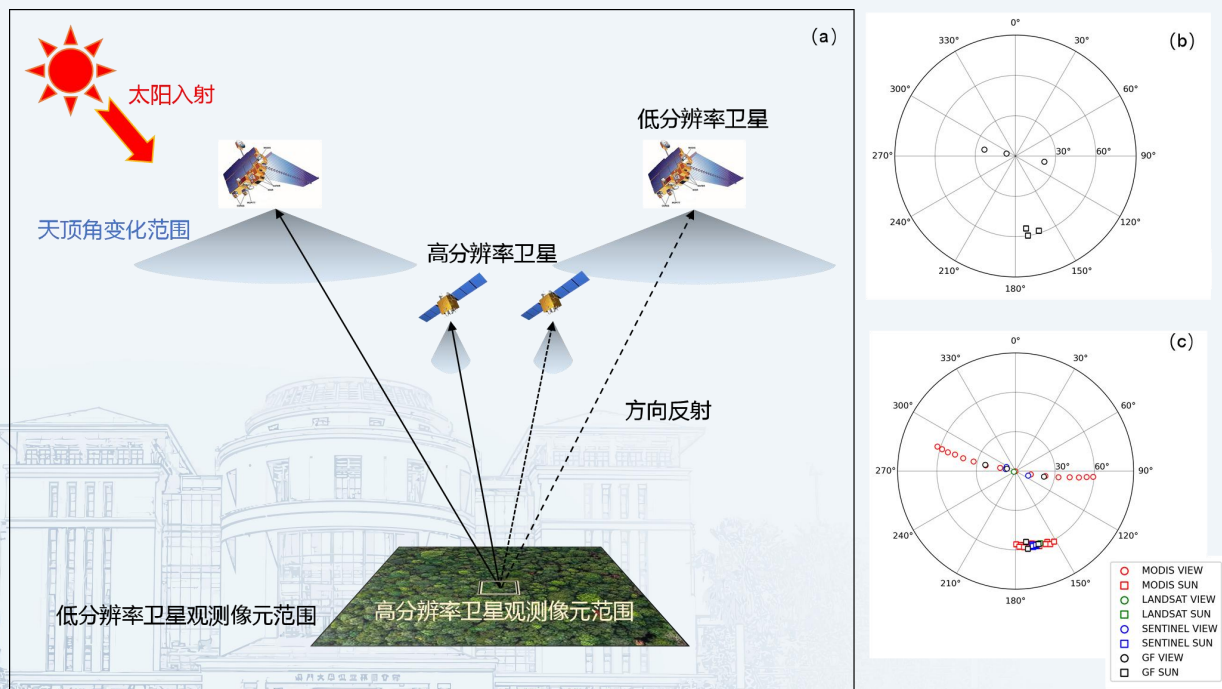 (a)
太阳入射
低分辨率卫星
天顶角变化范围
高分辨率卫星
方向反射
低分辨率卫星观测像元范围
高分辨率卫星观测像元范围
(b)
0°
330°
30°
300°
60°
270°
30°
60°
90°
240°
120°
210°
150°
180°
(c)
0°
330°
30°
300°
60°
270°
30°
60°
90°
240°
120°
210°
150°
180°
MODIS VIEW
MODIS SUN
LANDSAT VIEW
LANDSAT SUN
SENTINEL VIEW
SENTINEL SUN
GF VIEW
GF SUN